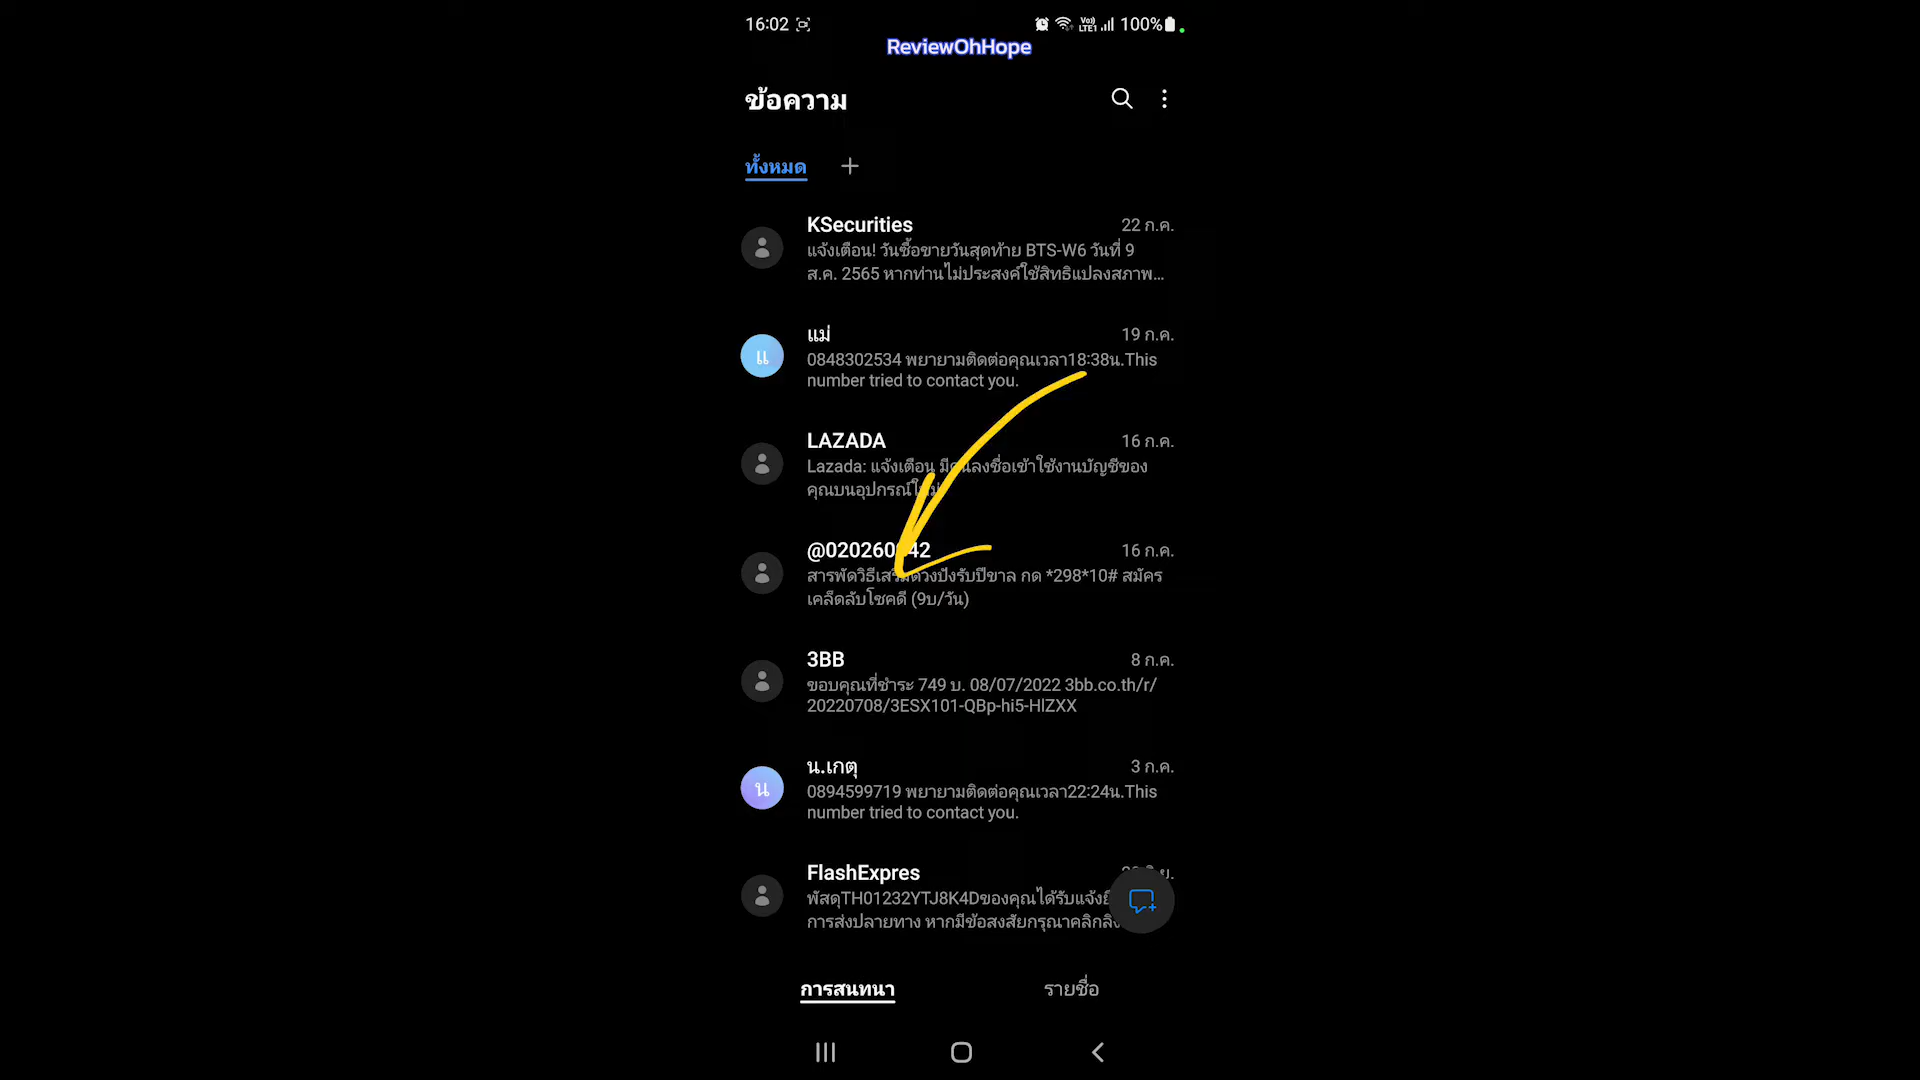 16:02
Vo)) LTE1 100%
ReviewOhHope
ข้อความ
ทั้งหมด
KSecurities 22 ก.ค.
แจ้งเตือน! วันซื้อขายวันสุดท้าย BTS-W6 วันที่ 9
ส.ค. 2565 หากท่านไม่ประสงค์ใช้สิทธิแปลงสภาพ...
แ
แม่ 19 ก.ค.
0848302534 พยายามติดต่อคุณเวลา18:38น.This
number tried to contact you.
LAZADA 16 ก.ค.
Lazada: แจ้งเตือน มีคนลงชื่อเข้าใช้งานบัญชีของ
คุณบนอุปกรณ์ใหม่
16 ก.ค.
สารพัดวิธีเสริมดวงปังรับปีขาล กด *298*10# สมัคร
เคล็ดลับโชคดี (9บ/วัน)
3BB 8 ก.ค.
ขอบคุณที่ชำระ 749 บ. 08/07/2022 3bb.co.th/r/
20220708/3ESX101-QBp-hi5-HlZXX
น
น.เกตุ 3 ก.ค.
0894599719 พยายามติดต่อคุณเวลา22:24น.This
number tried to contact you.
FlashExpres
พัสดุTH01232YTJ8K4Dของคุณได้รับแจ้ง
การส่งปลายทาง หากมีข้อสงสัยกรุณาคลิก
การสนทนา รายชื่อ